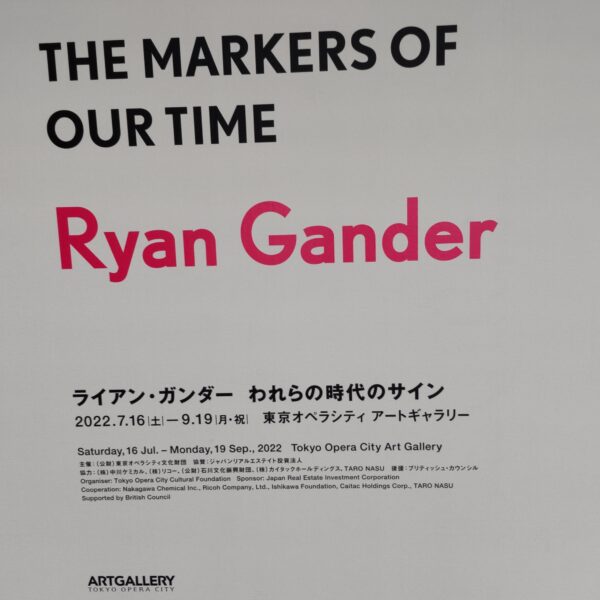 THE MARKERS OF
OUR TIME
Ryan Gander
ライアン・ガンダー われらの時代のサイン
2022.7.16 |土| — 9.19 |月・祝| 東京オペラシティ アートギャラリー
Saturday, 16 Jul. – Monday, 19 Sep., 2022 Tokyo Opera City Art Gallery
主催：（公財）東京オペラシティ文化財団 協賛：ジャパンリアルエステイト投資法人
協力：（株）中川ケミカル、（株）リコー、（公財）石川文化振興財団、（株）カイタックホールディングス、TARO NASU 後援：ブリティッシュ・カウンシル
Organiser: Tokyo Opera City Cultural Foundation Sponsor: Japan Real Estate Investment Corporation
Cooperation: Nakagawa Chemical Inc., Ricoh Company, Ltd., Ishikawa Foundation, Caitac Holdings Corp., TARO NASU
Supported by British Council
ARTGALLERY
TOKYO OPERA CITY